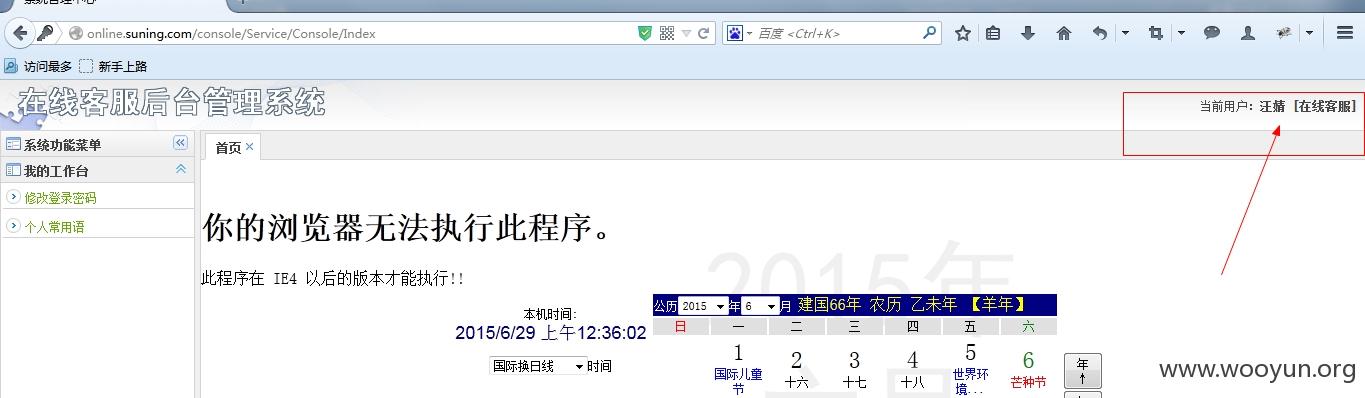 系统管理中心
online.suning.com/console/Service/Console/Index
百度 <Ctrl+K>
访问最多 新手上路
在线客服后台管理系统
当前用户：汪婧 [在线客服]
系统功能菜单
首页
我的工作台
修改登录密码
个人常用语
你的浏览器无法执行此程序。
此程序在 IE4 以后的版本才能执行!!
2015年
本机时间：
2015/6/29 上午12:36:02
国际换日线 时间
公历 2015 年 6 月 建国66年 农历 乙未年 【羊年】
日 一 二 三 四 五 六
1 2 3 4 5 6
国际儿童节 十六 十七 十八 世界环境... 芒种节
年
↑
www.wooyun.org